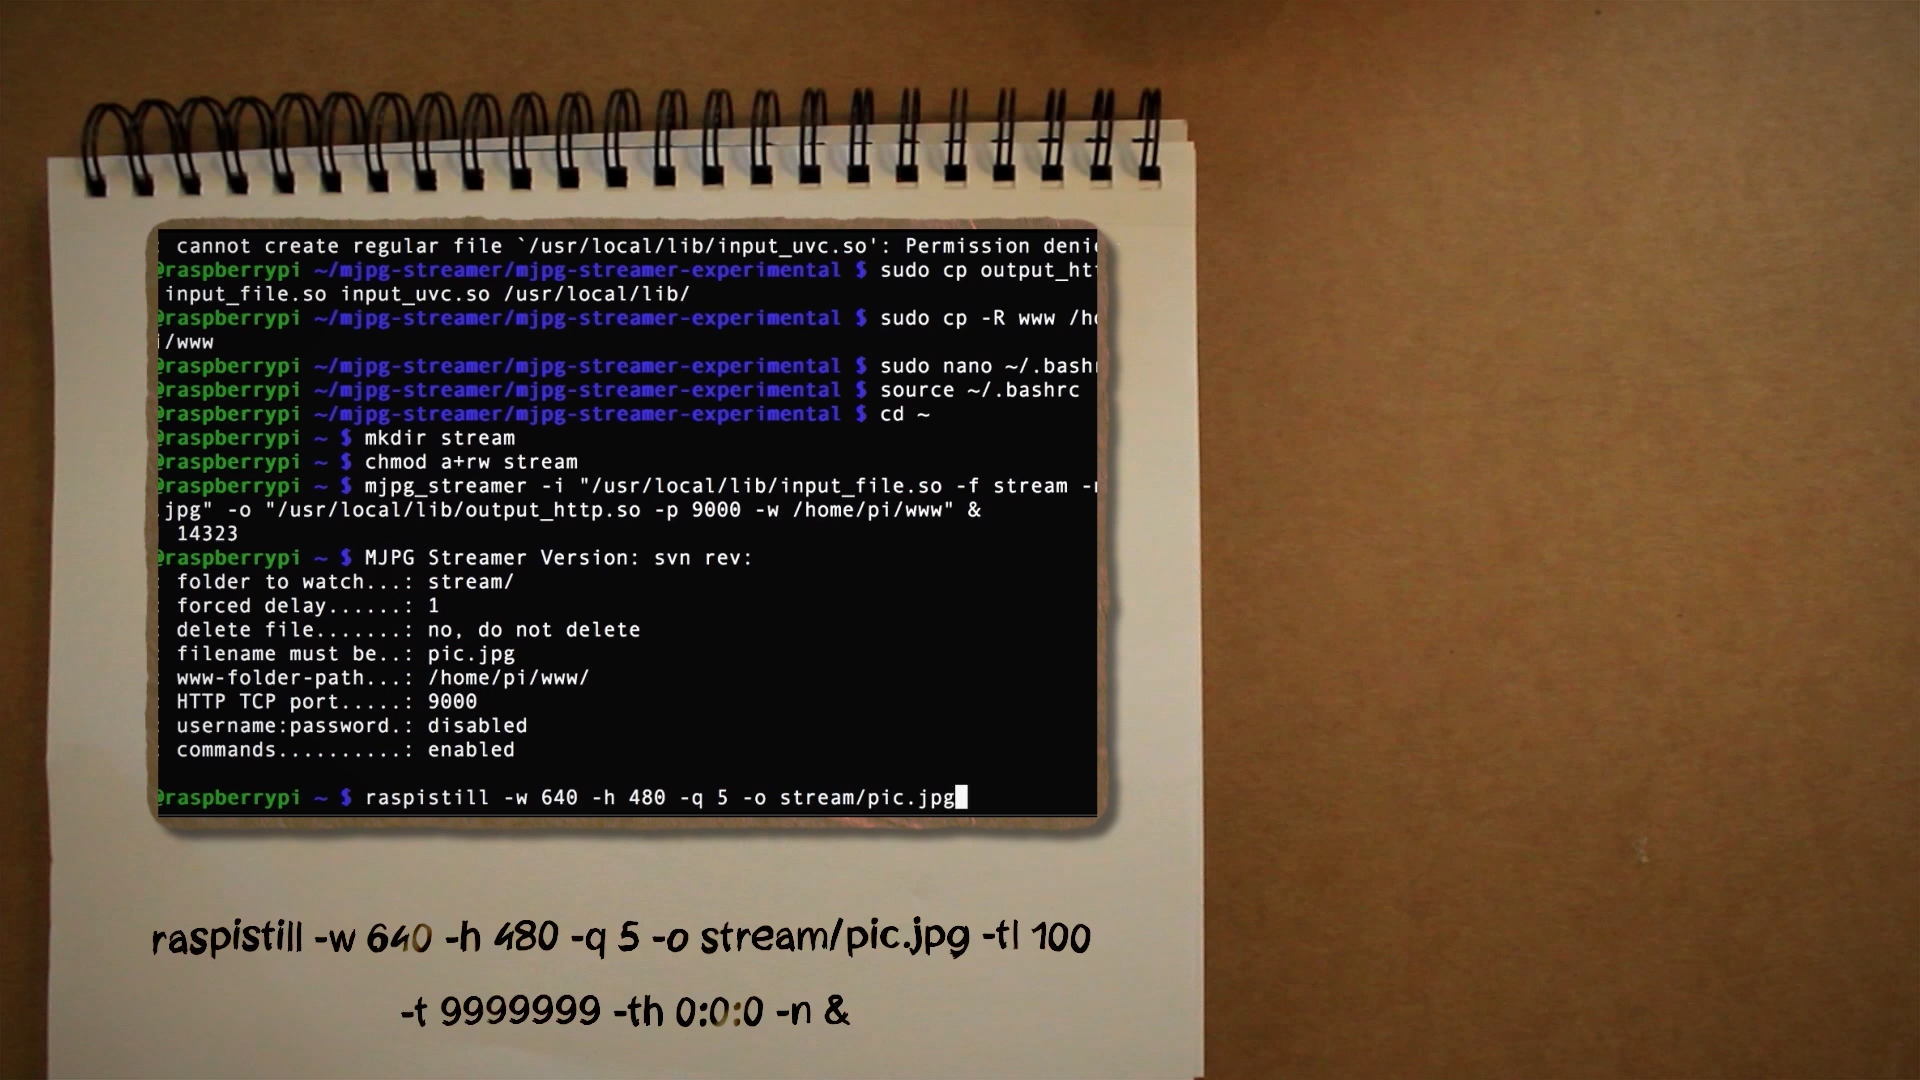 : cannot create regular file `/usr/local/lib/input_uvc.so': Permission deni
@raspberrypi ~/mjpg-streamer/mjpg-streamer-experimental $ sudo cp output_ht
input_file.so input_uvc.so /usr/local/lib/
@raspberrypi ~/mjpg-streamer/mjpg-streamer-experimental $ sudo cp -R www /h
i/www
@raspberrypi ~/mjpg-streamer/mjpg-streamer-experimental $ sudo nano ~/.bash
@raspberrypi ~/mjpg-streamer/mjpg-streamer-experimental $ source ~/.bashrc
@raspberrypi ~/mjpg-streamer/mjpg-streamer-experimental $ cd ~
@raspberrypi ~ $ mkdir stream
@raspberrypi ~ $ chmod a+rw stream
@raspberrypi ~ $ mjpg_streamer -i "/usr/local/lib/input_file.so -f stream -
.jpg" -o "/usr/local/lib/output_http.so -p 9000 -w /home/pi/www" &
14323
@raspberrypi ~ $ MJPG Streamer Version: svn rev:
: folder to watch...: stream/
: forced delay......: 1
: delete file.......: no, do not delete
: filename must be..: pic.jpg
: www-folder-path...: /home/pi/www/
: HTTP TCP port.....: 9000
: username:password.: disabled
: commands..........: enabled
@raspberrypi ~ $ raspistill -w 640 -h 480 -q 5 -o stream/pic.jpg
raspistill -w 640 -h 480 -q 5 -o stream/pic.jpg -tl 100
-t 9999999 -th 0:0:0 -n &